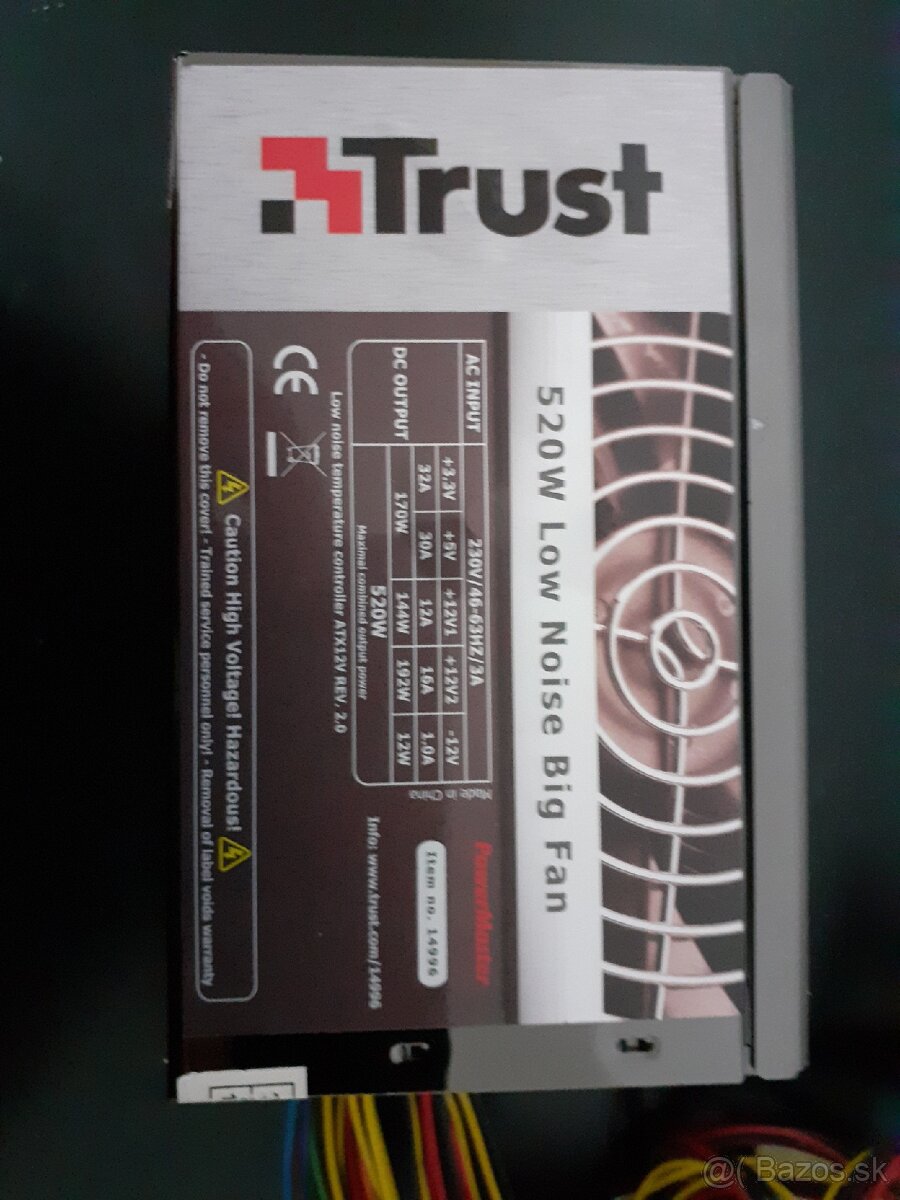 Trust
520W Low Noise Big Fan
AC INPUT 230V/46-63HZ/3A
DC OUTPUT +3.3V +5V +12V1 +12V2 -12V
32A 30A 12A 16A 1.0A
170W 144W 192W 12W
520W
Maximal combined output power
Low noise temperature controller ATX12V REV. 2.0
Made in China
PowerMaster
Item no. 14996
Info: www.trust.com/14996
CE
Caution High Voltage! Hazardous!
- Do not remove this cover! - Trained service personnel only! - Removal of label voids warranty
Bazos.sk